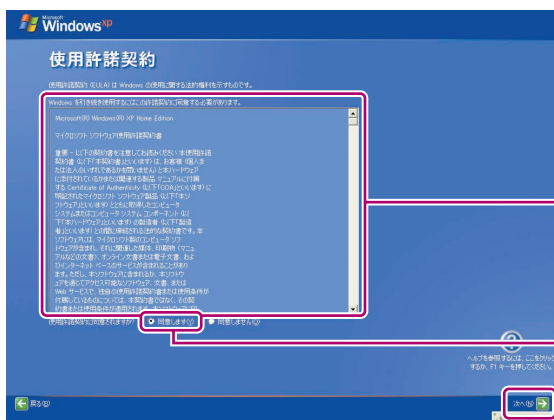 Microsoft
Windows xp
使用許諾契約
使用許諾契約 (EULA) は Windows の使用に関する法的権利を示すものです。
Windows を引き続き使用するにはこの許諾契約に同意する必要があります。
Microsoft(R) Windows(R) XP Home Edition
マイクロソフト ソフトウェア使用許諾契約書
重要 - 以下の契約書を注意してお読みください 本使用許諾
契約書 (以下「本契約書」といいます) は、お客様 (個人ま
たは法人のいずれであるかを問いません) と本ハードウェア
に添付されているかまたは関連する製品 マニュアルに付属
する Certificate of Authenticity (以下「COA」といいます) に
明記されたマイクロソフト ソフトウェア製品 (以下「本ソ
フトウェア」といいます) とともに取得したコンピュータ
システムまたはコンピュータ システム コンポーネント (以
下「本ハードウェア」といいます) の製造者 (以下「製造
者」といいます) との間に締結される法的な契約書です。本
ソフトウェアには、マイクロソフト製のコンピュータ ソフ
トウェアが含まれ、それに関連した媒体、印刷物 (マニュ
アルなどの文書)、オンライン文書または電子文書、およ
びインターネット ベースのサービスが含まれることがあり
ます。ただし、本ソフトウェアに含まれるか、本ソフトウ
ェアを通じてアクセス可能なソフトウェア、文書、または
Web サービスで、独自の使用許諾契約書または使用条件が
付属しているものについては、本契約書ではなく、その契
約書または使用条件が適用されます。
使用許諾契約に同意されますか?
同意します(Y)
同意しません(O)
ヘルプを参照するには、ここをクリッ
するか、F1 キーを押してください。
戻る(B)
次へ(N)